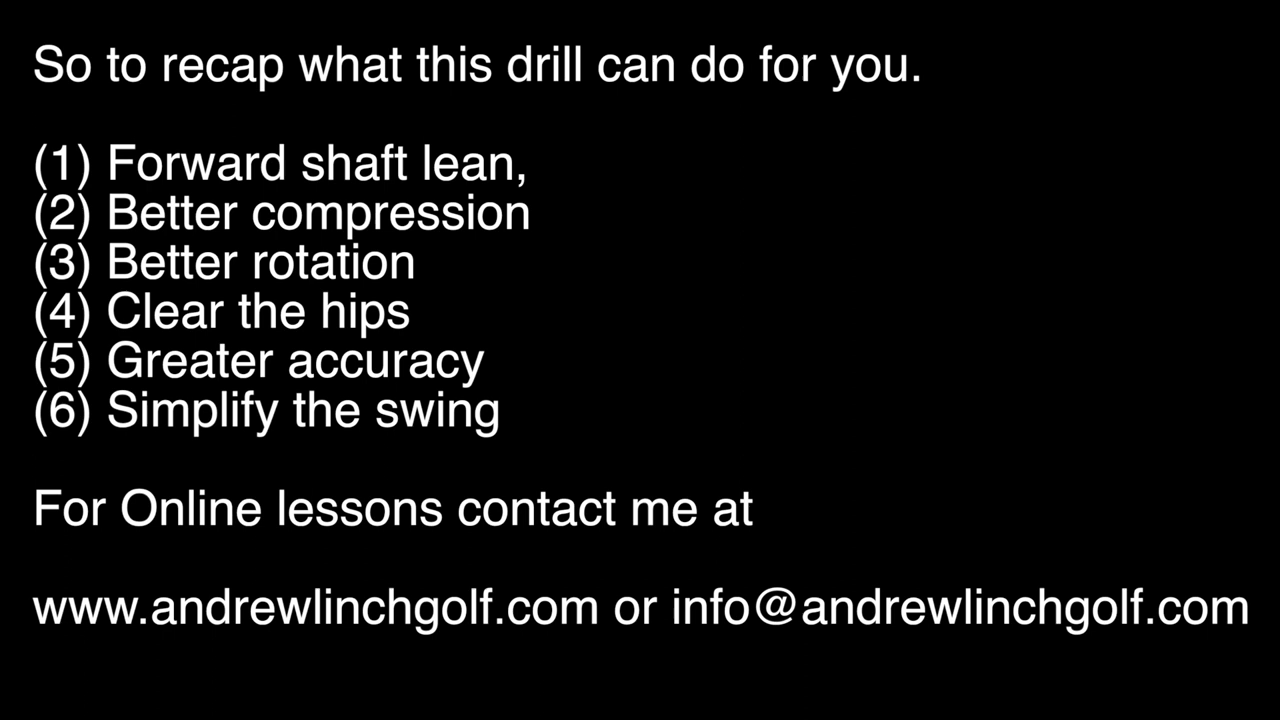 So to recap what this drill can do for you.
(1) Forward shaft lean,
(2) Better compression
(3) Better rotation
(4) Clear the hips
(5) Greater accuracy
(6) Simplify the swing
For Online lessons contact me at
www.andrewlinchgolf.com or info@andrewlinchgolf.com